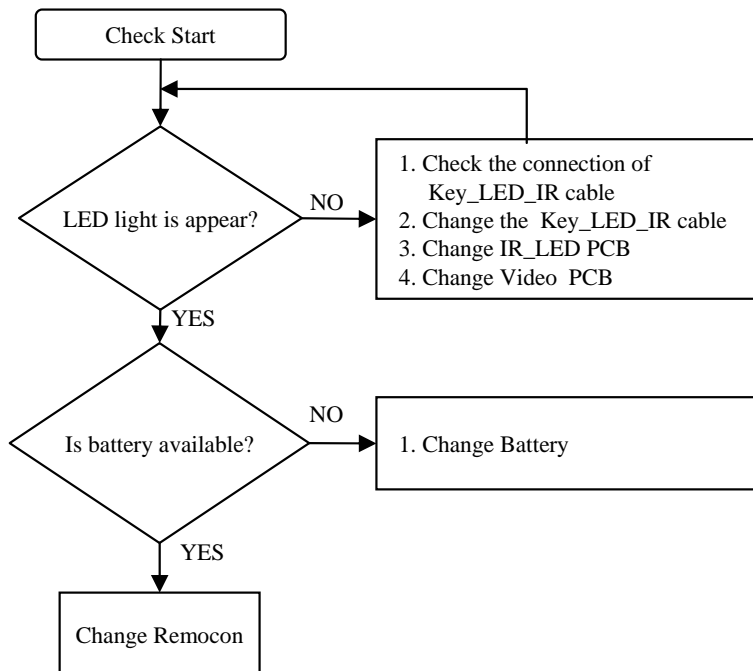 Check Start
LED light is appear?
NO
1. Check the connection of
Key_LED_IR cable
2. Change the Key_LED_IR cable
3. Change IR_LED PCB
4. Change Video PCB
YES
Is battery available?
NO
1. Change Battery
YES
Change Remocon